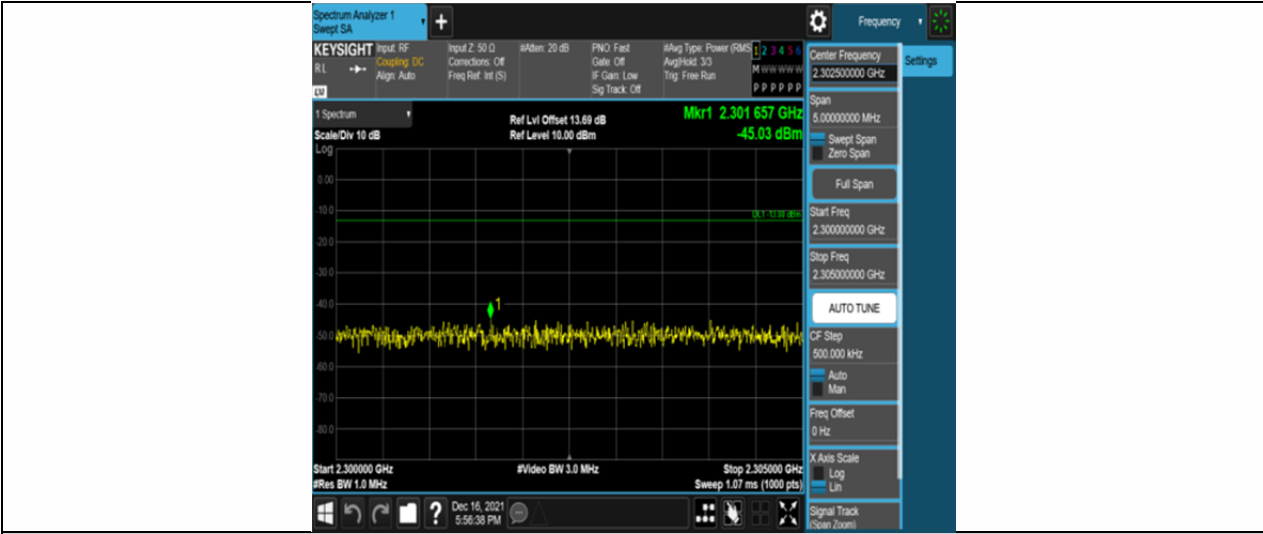 Spectrum Analyzer 1
Swept SA
Frequency
KEYSIGHT
RL
LV
Input: RF
Coupling: DC
Align: Auto
Input Z: 50 Ω
Corrections: Off
Freq Ref: Int (S)
#Atten: 20 dB
PNO: Fast
Gate: Off
IF Gain: Low
Sig Track: Off
#Avg Type: Power (RMS
Avg|Hold: 3/3
Trig: Free Run
1 2 3 4 5 6
M W W W W W
P P P P P P
1 Spectrum
Scale/Div 10 dB
Log
Ref Lvl Offset 13.69 dB
Ref Level 10.00 dBm
Mkr1 2.301 657 GHz
-45.03 dBm
0.00
-10.0
DL1 -13.00 dBm
-20.0
-30.0
-40.0
1
-50.0
-60.0
-70.0
-80.0
Start 2.300000 GHz
#Res BW 1.0 MHz
#Video BW 3.0 MHz
Stop 2.305000 GHz
Sweep 1.07 ms (1000 pts)
Dec 16, 2021
5:56:38 PM
Center Frequency
2.302500000 GHz
Settings
Span
5.00000000 MHz
Swept Span
Zero Span
Full Span
Start Freq
2.300000000 GHz
Stop Freq
2.305000000 GHz
AUTO TUNE
CF Step
500.000 kHz
Auto
Man
Freq Offset
0 Hz
X Axis Scale
Log
Lin
Signal Track
(Span Zoom)